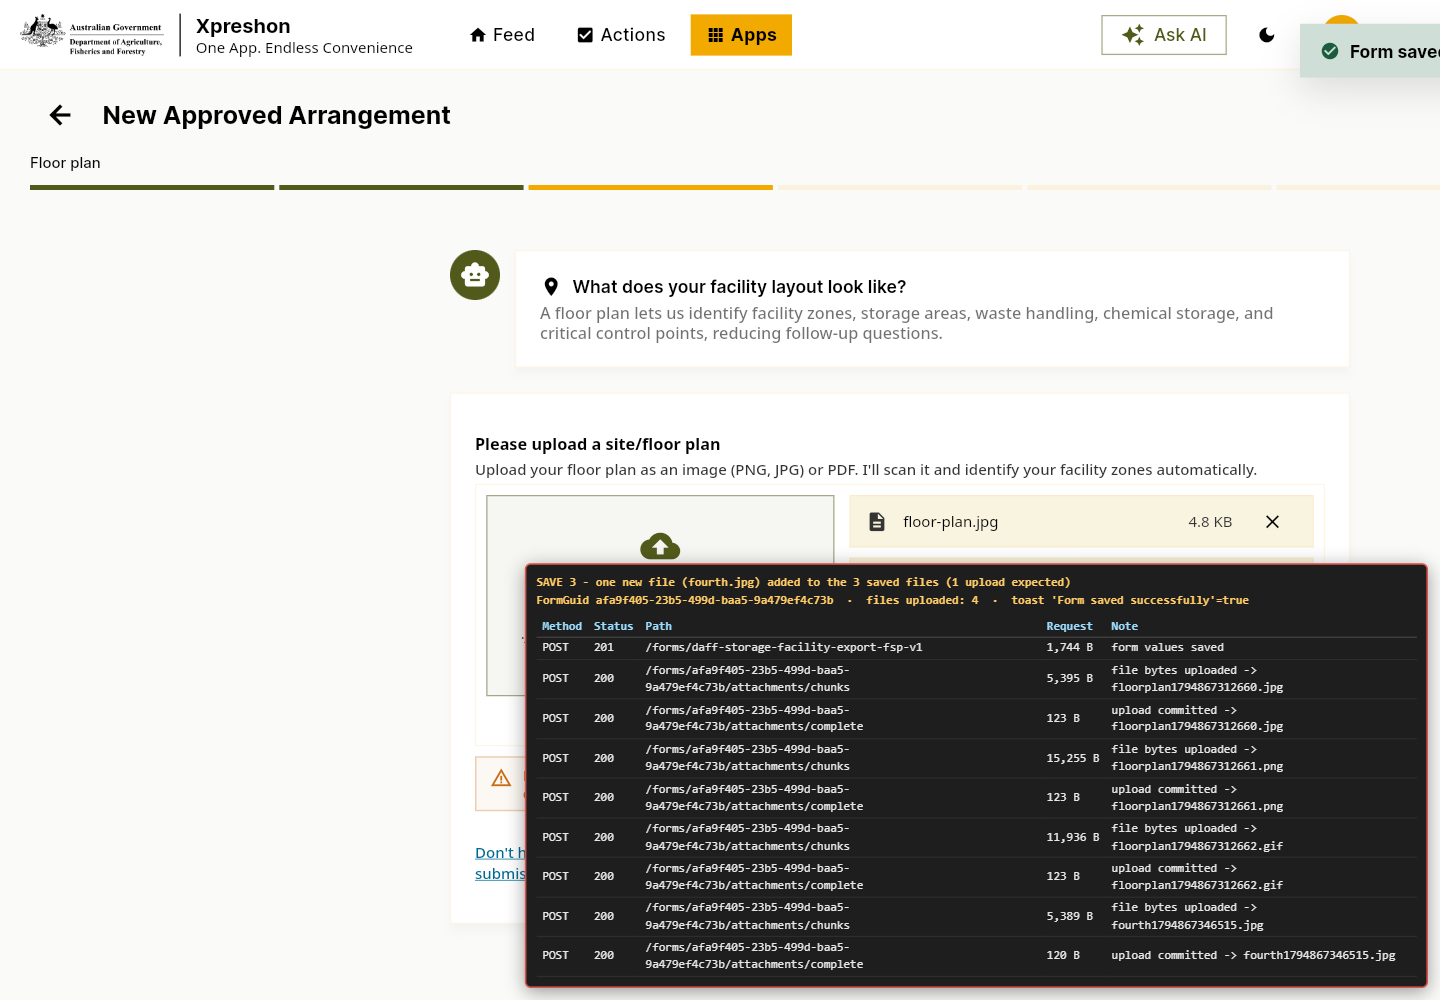 Australian Government
Department of Agriculture,
Fisheries and Forestry
Xpreshon
One App. Endless Convenience
Feed
Actions
Apps
Ask AI
Form saved
New Approved Arrangement
Floor plan
What does your facility layout look like?
A floor plan lets us identify facility zones, storage areas, waste handling, chemical storage, and
critical control points, reducing follow-up questions.
Please upload a site/floor plan
Upload your floor plan as an image (PNG, JPG) or PDF. I'll scan it and identify your facility zones automatically.
floor-plan.jpg 4.8 KB
Don't h
submis
SAVE 3 - one new file (fourth.jpg) added to the 3 saved files (1 upload expected)
FormGuid afa9f405-23b5-499d-baa5-9a479ef4c73b · files uploaded: 4 · toast 'Form saved successfully'=true
Method Status Path Request Note
POST 201 /forms/daff-storage-facility-export-fsp-v1 1,744 B form values saved
POST 200 /forms/afa9f405-23b5-499d-baa5-9a479ef4c73b/attachments/chunks 5,395 B file bytes uploaded -> floorplan1794867312660.jpg
POST 200 /forms/afa9f405-23b5-499d-baa5-9a479ef4c73b/attachments/complete 123 B upload committed -> floorplan1794867312660.jpg
POST 200 /forms/afa9f405-23b5-499d-baa5-9a479ef4c73b/attachments/chunks 15,255 B file bytes uploaded -> floorplan1794867312661.png
POST 200 /forms/afa9f405-23b5-499d-baa5-9a479ef4c73b/attachments/complete 123 B upload committed -> floorplan1794867312661.png
POST 200 /forms/afa9f405-23b5-499d-baa5-9a479ef4c73b/attachments/chunks 11,936 B file bytes uploaded -> floorplan1794867312662.gif
POST 200 /forms/afa9f405-23b5-499d-baa5-9a479ef4c73b/attachments/complete 123 B upload committed -> floorplan1794867312662.gif
POST 200 /forms/afa9f405-23b5-499d-baa5-9a479ef4c73b/attachments/chunks 5,389 B file bytes uploaded -> fourth1794867346515.jpg
POST 200 /forms/afa9f405-23b5-499d-baa5-9a479ef4c73b/attachments/complete 120 B upload committed -> fourth1794867346515.jpg